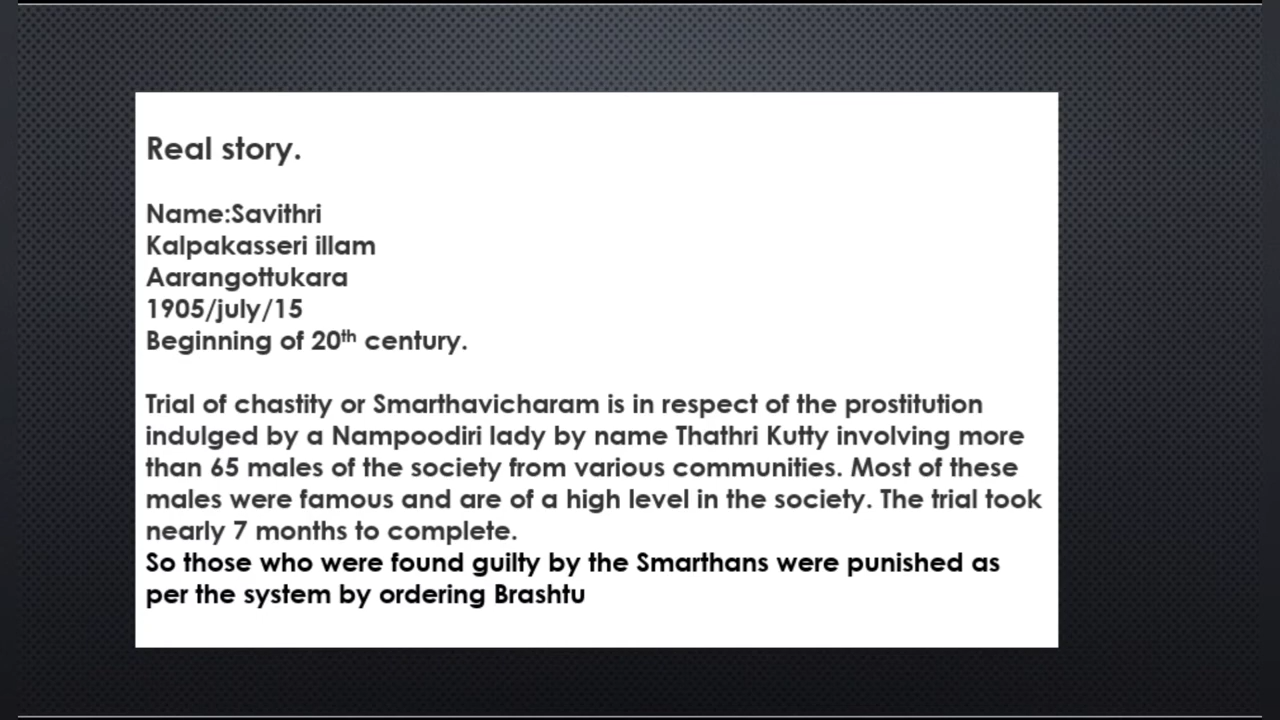 Real story.
Name:Savithri
Kalpakasseri illam
Aarangottukara
1905/july/15
Beginning of 20th century.
Trial of chastity or Smarthavicharam is in respect of the prostitution
indulged by a Nampoodiri lady by name Thathri Kutty involving more
than 65 males of the society from various communities. Most of these
males were famous and are of a high level in the society. The trial took
nearly 7 months to complete.
So those who were found guilty by the Smarthans were punished as
per the system by ordering Brashtu